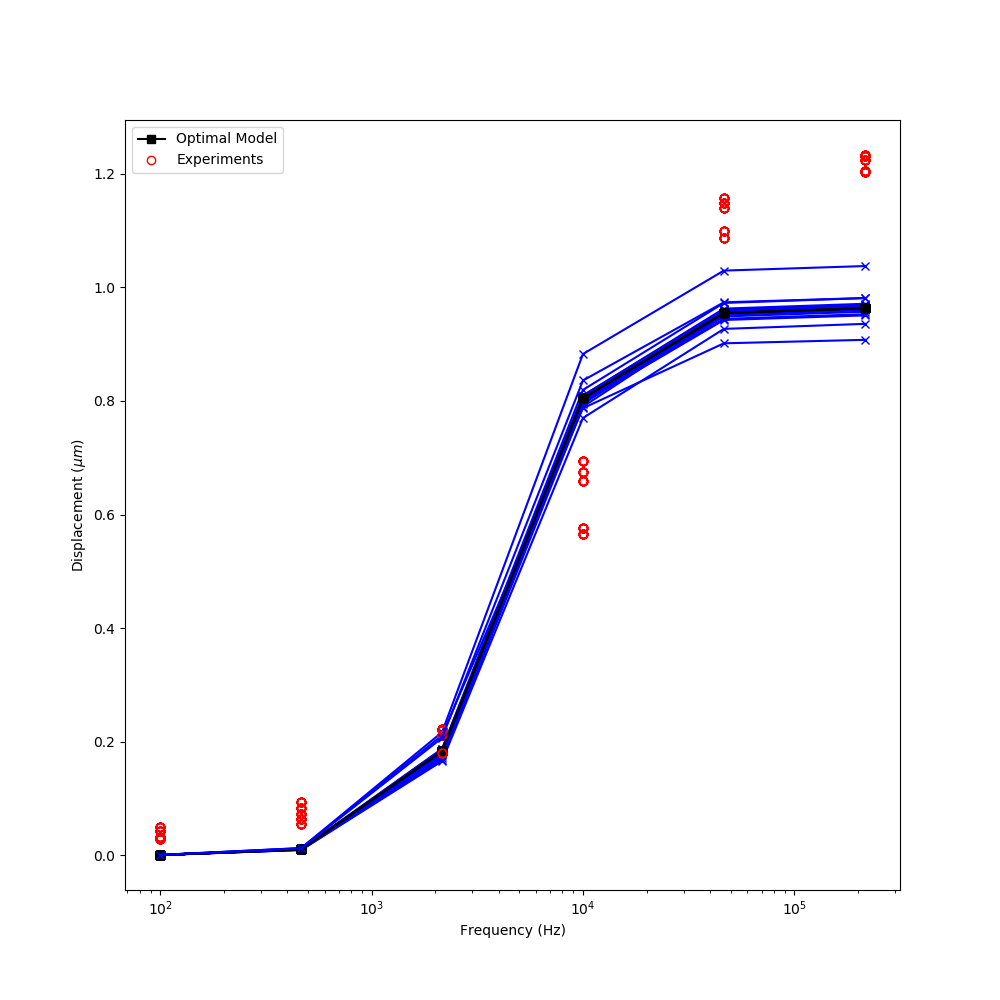 Optimal Model
Experiments
1.2
1.0
0.8
0.6
0.4
0.2
0.0
Displacement (μm)
10²
10³
10⁴
10⁵
Frequency (Hz)